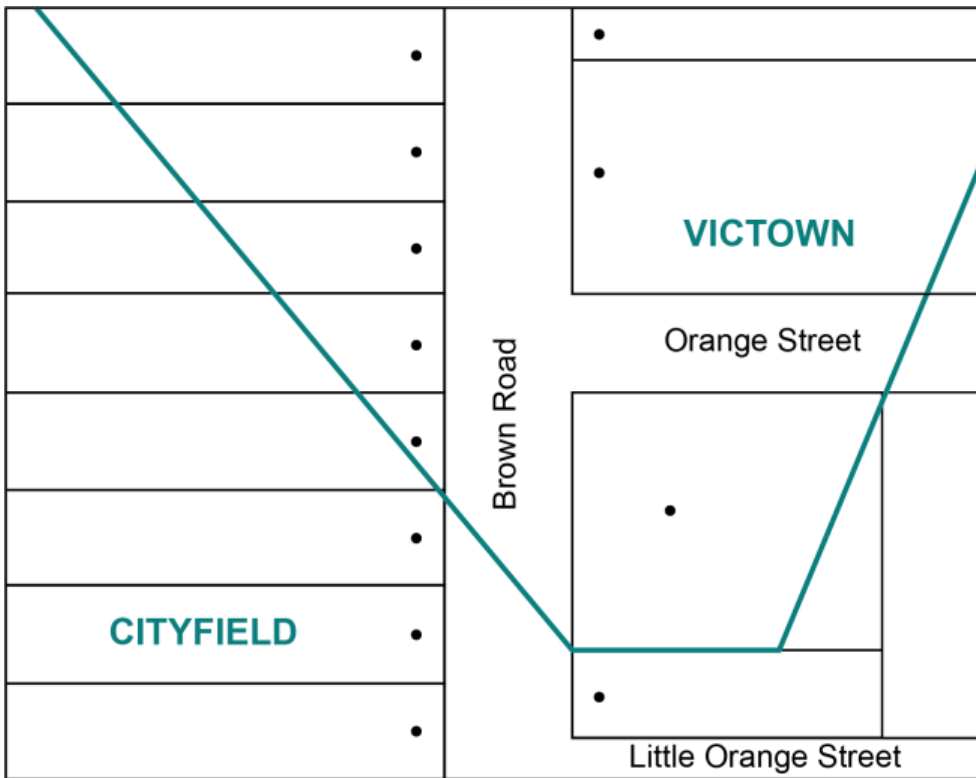 VICTOWN
Orange Street
Brown Road
CITYFIELD
Little Orange Street